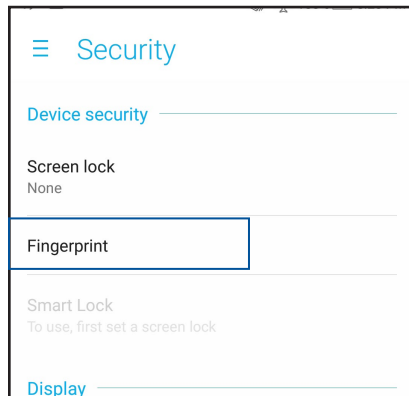 Security
Device security
Screen lock
None
Fingerprint
Smart Lock
To use, first set a screen lock
Display